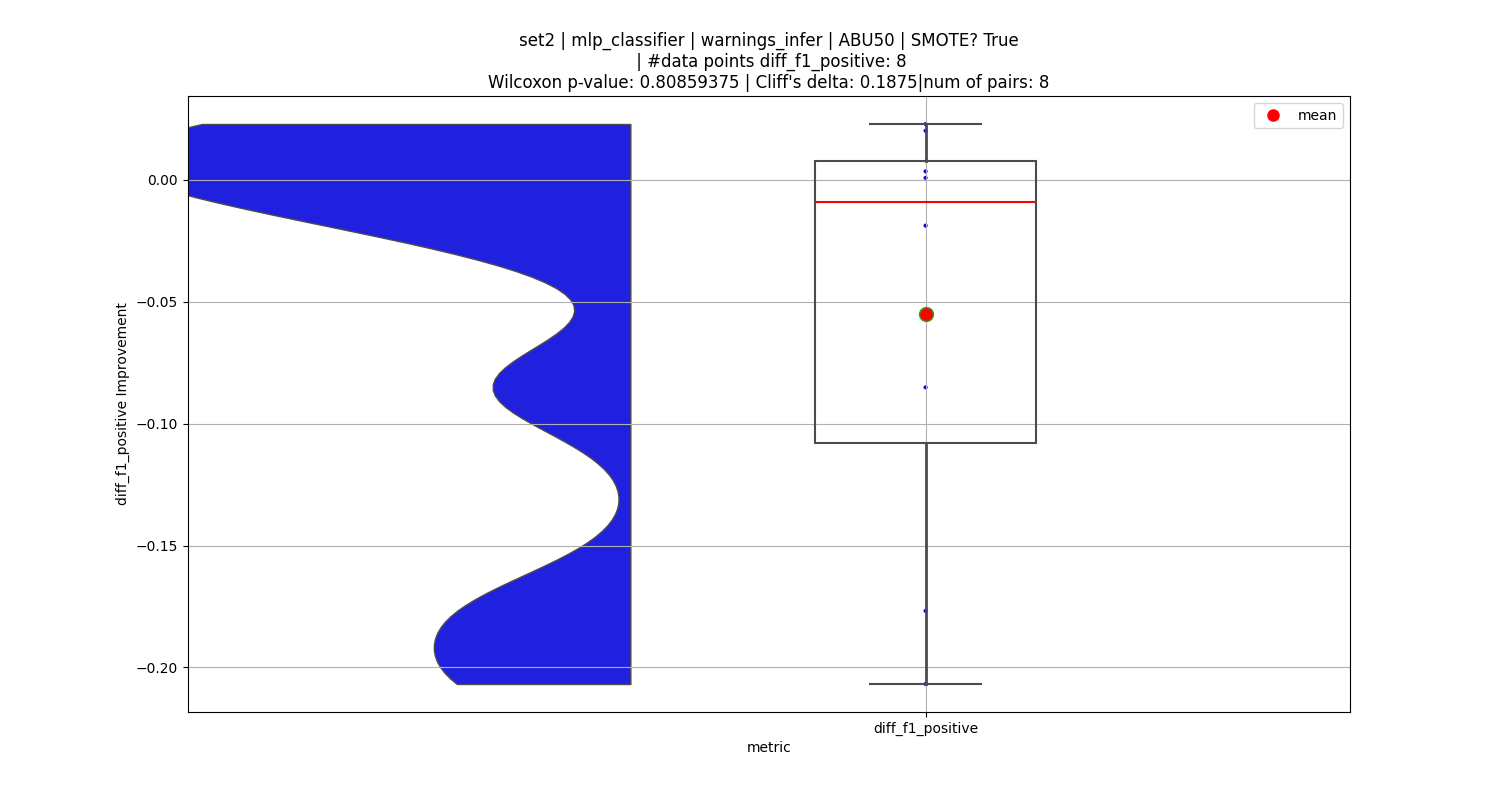 set2 | mlp_classifier | warnings_infer | ABU50 | SMOTE? True
| #data points diff_f1_positive: 8
Wilcoxon p-value: 0.80859375 | Cliff's delta: 0.1875|num of pairs: 8
mean
0.00
−0.05
−0.10
−0.15
−0.20
diff_f1_positive Improvement
diff_f1_positive
metric